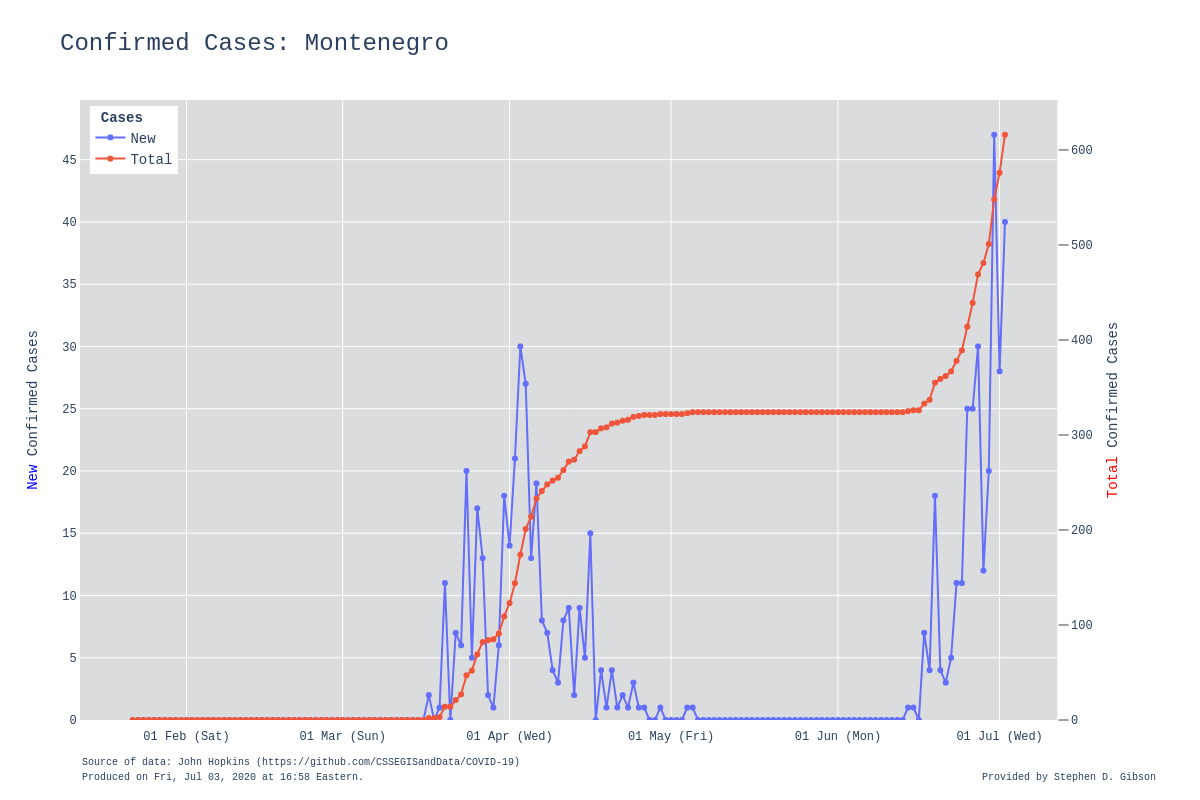 Confirmed Cases: Montenegro
Cases
New
Total
45
40
35
30
25
20
15
10
5
0
New Confirmed Cases
600
500
400
300
200
100
0
Total Confirmed Cases
01 Feb (Sat)
01 Mar (Sun)
01 Apr (Wed)
01 May (Fri)
01 Jun (Mon)
01 Jul (Wed)
Source of data: John Hopkins (https://github.com/CSSEGISandData/COVID-19)
Produced on Fri, Jul 03, 2020 at 16:58 Eastern.
Provided by Stephen D. Gibson